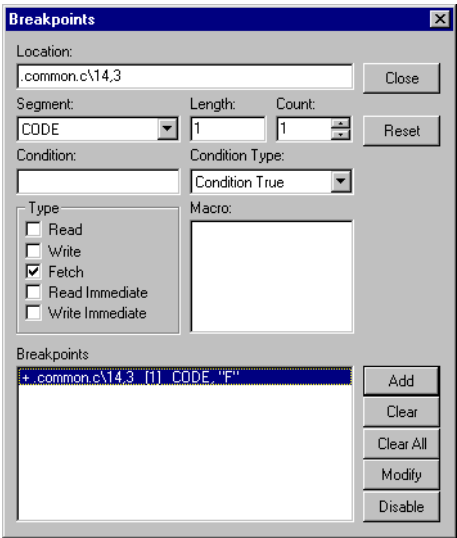 Breakpoints
Location:
.common.c\14,3
Close
Segment: Length: Count:
CODE 1 1 Reset
Condition: Condition Type:
Condition True
Type Macro:
Read
Write
Fetch
Read Immediate
Write Immediate
Breakpoints
+ .common.c\14,3 [1] CODE, "F"
Add
Clear
Clear All
Modify
Disable